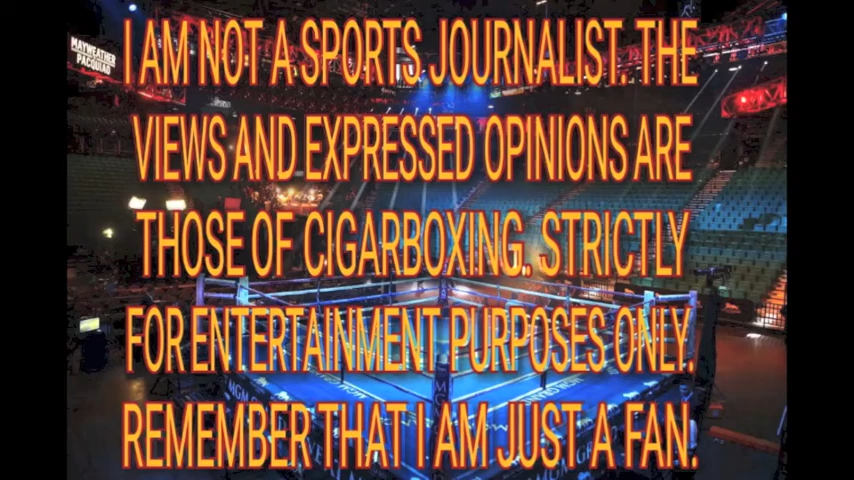 I AM NOT A SPORTS JOURNALIST. THE
VIEWS AND EXPRESSED OPINIONS ARE
THOSE OF CIGARBOXING. STRICTLY
FOR ENTERTAINMENT PURPOSES ONLY.
REMEMBER THAT I AM JUST A FAN.
MAYWEATHER
PACQUIAO